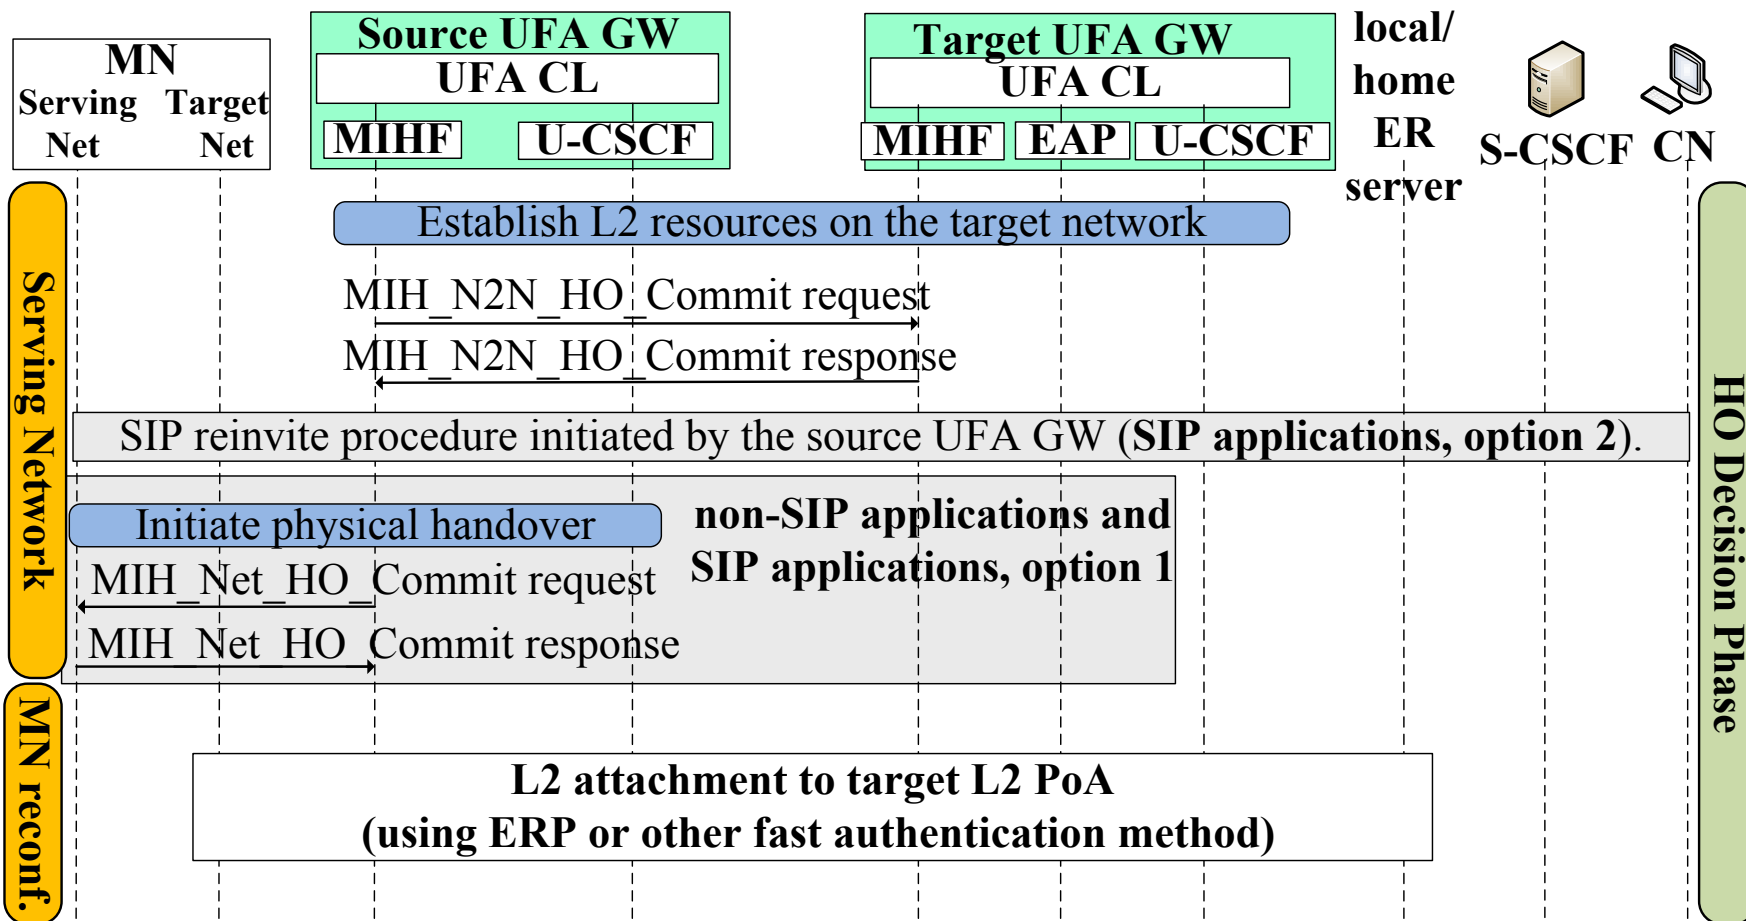 MN
Serving Target
Net Net
Source UFA GW
UFA CL
MIHF
U-CSCF
Target UFA GW
UFA CL
MIHF
EAP
U-CSCF
local/
home
ER
server
S-CSCF
CN
Serving Network
MN reconf.
HO Decision Phase
Establish L2 resources on the target network
MIH_N2N_HO_Commit request
MIH_N2N_HO_Commit response
SIP reinvite procedure initiated by the source UFA GW (SIP applications, option 2).
Initiate physical handover
non-SIP applications and
SIP applications, option 1
MIH_Net_HO_Commit request
MIH_Net_HO_Commit response
L2 attachment to target L2 PoA
(using ERP or other fast authentication method)